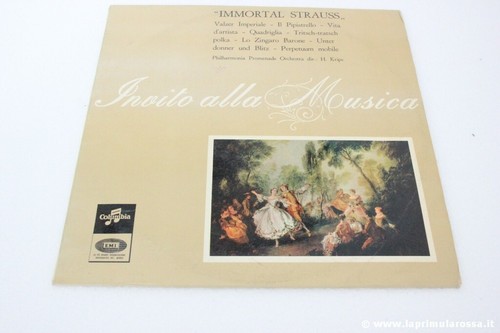 "IMMORTAL STRAUSS„
Valzer Imperiale - Il Pipistrello - Vita
d'artista - Quadriglia - Tritsch-tratsch
polka - Lo Zingaro Barone - Unter
donner und Blitz - Perpetuum mobile
Philharmonia Promenade Orchestra dir.: H. Krips
Invito alla Musica
Columbia
EMI
© www.laprimularossa.it